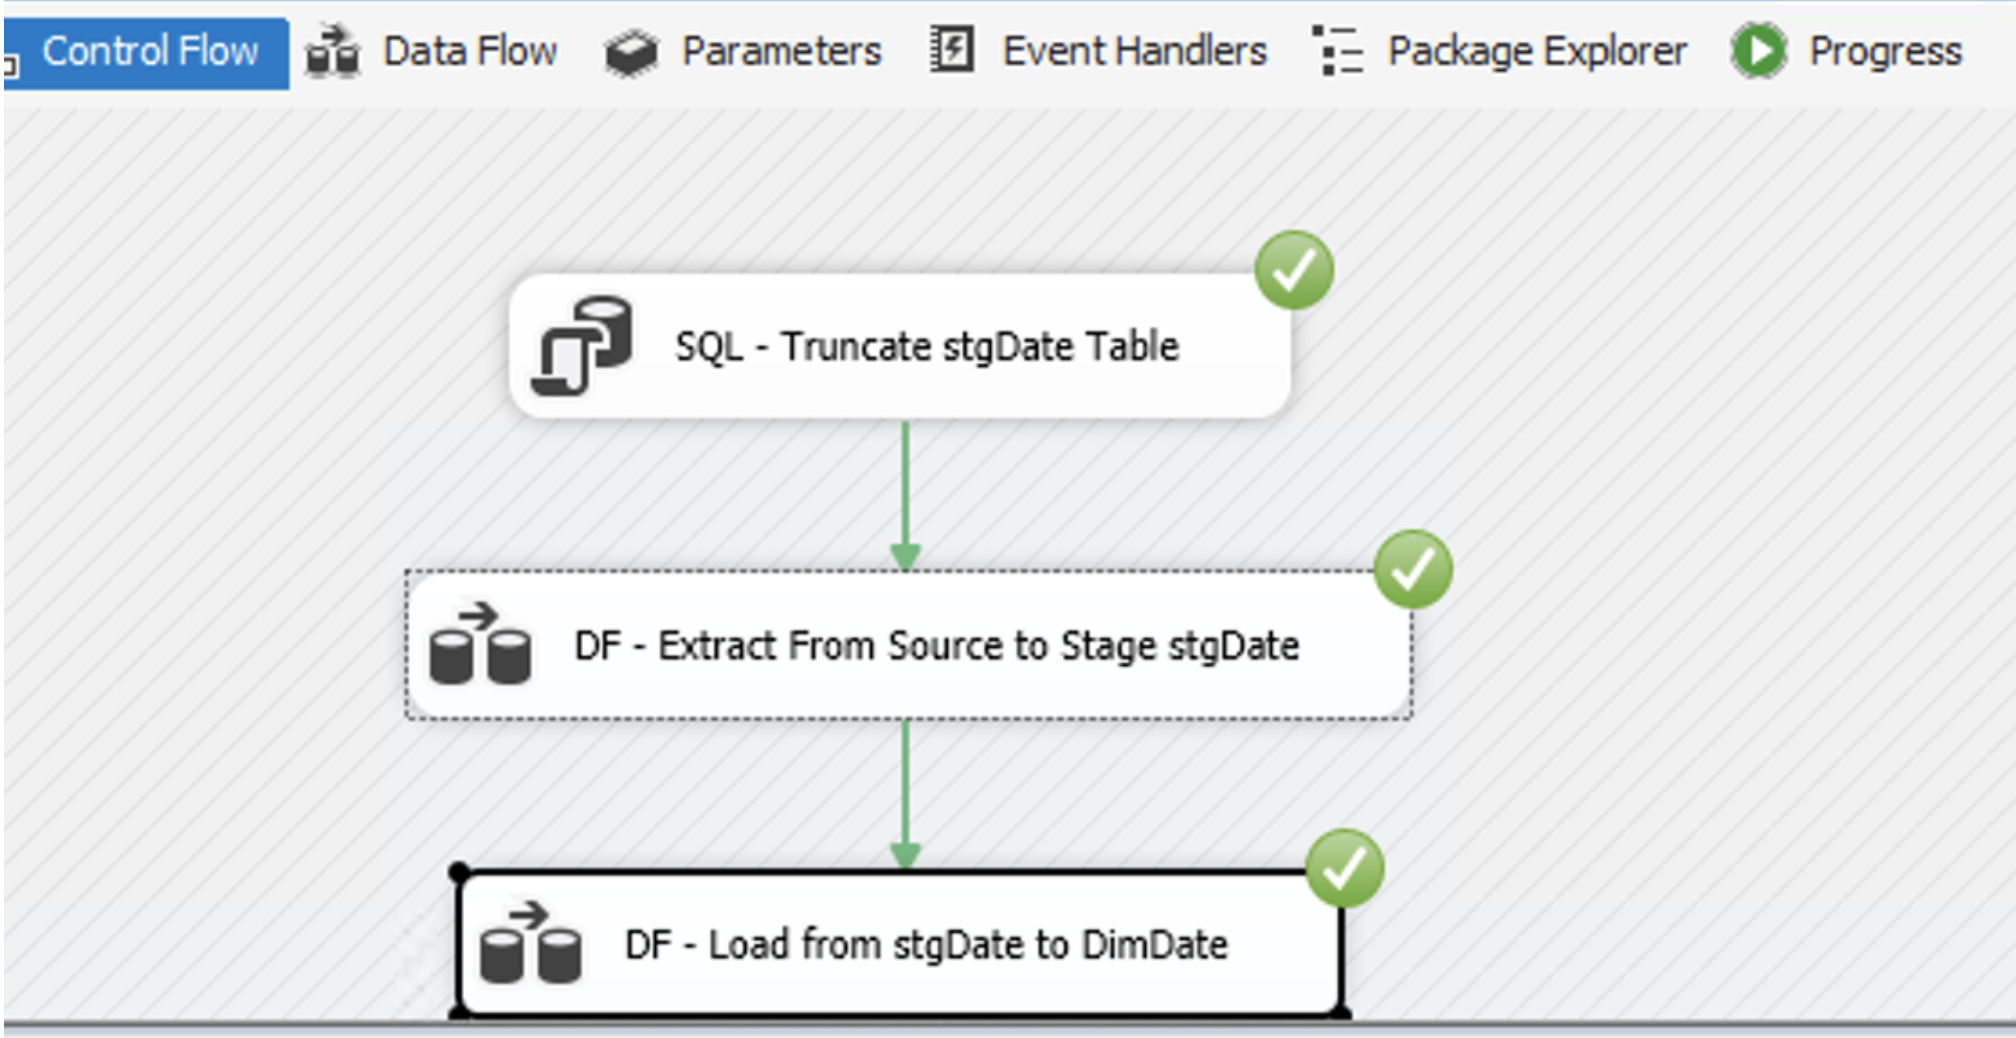 Control Flow Data Flow Parameters Event Handlers Package Explorer Progress
SQL - Truncate stgDate Table
DF - Extract From Source to Stage stgDate
DF - Load from stgDate to DimDate